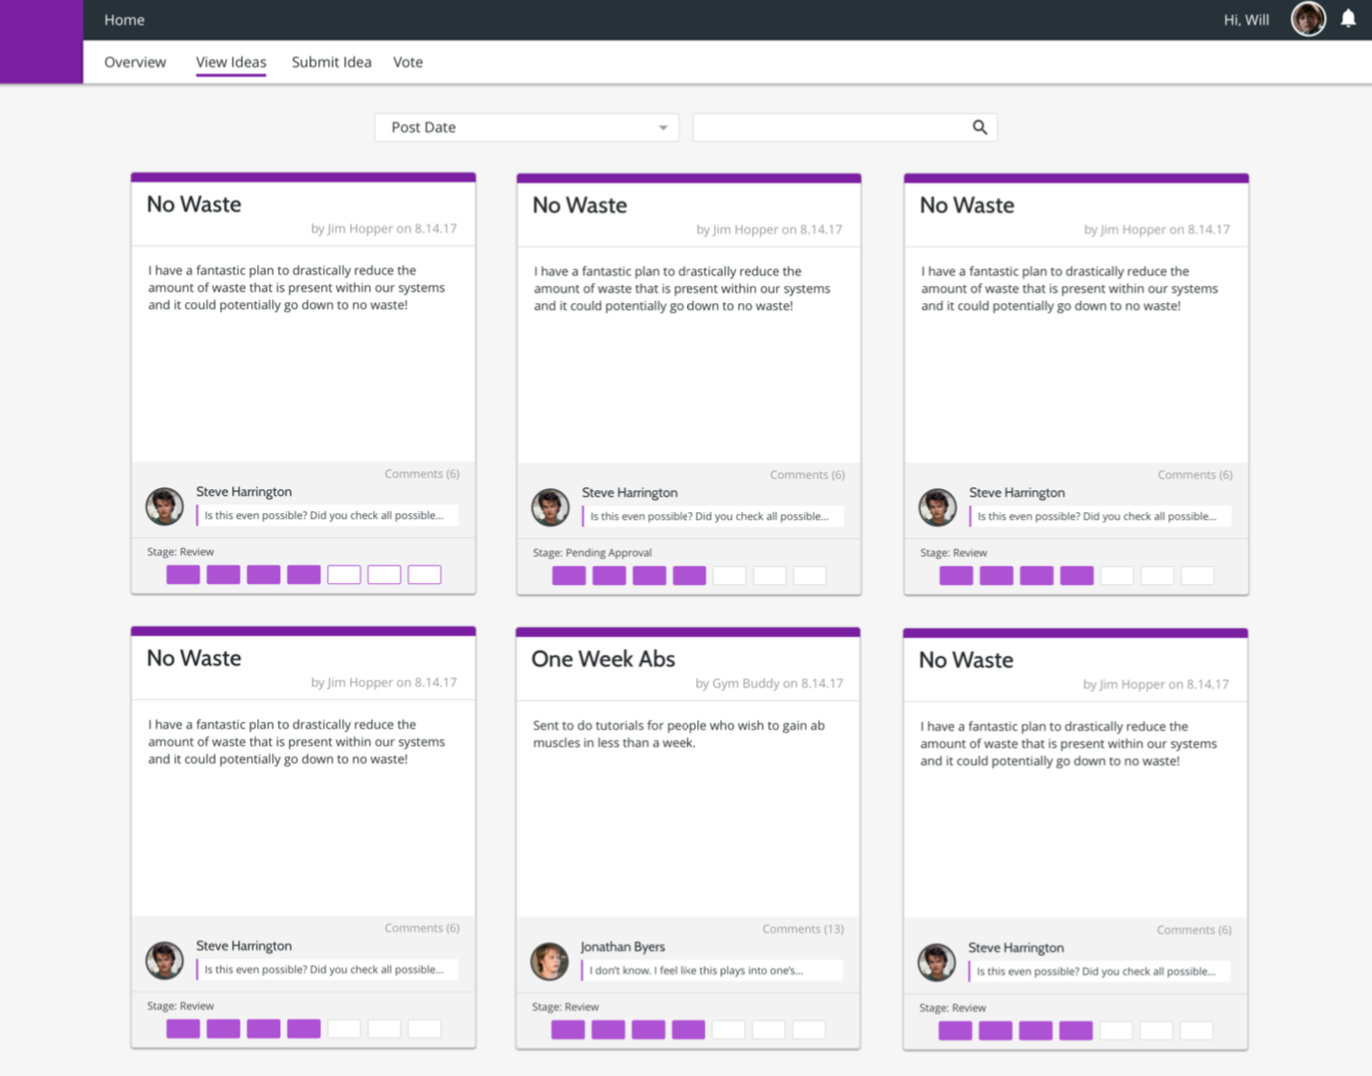 Home
Hi, Will
Overview View Ideas Submit Idea Vote
Post Date
No Waste
by Jim Hopper on 8.14.17
I have a fantastic plan to drastically reduce the
amount of waste that is present within our systems
and it could potentially go down to no waste!
Comments (6)
Steve Harrington
Is this even possible? Did you check all possible...
Stage: Review
No Waste
by Jim Hopper on 8.14.17
I have a fantastic plan to drastically reduce the
amount of waste that is present within our systems
and it could potentially go down to no waste!
Comments (6)
Steve Harrington
Is this even possible? Did you check all possible...
Stage: Pending Approval
No Waste
by Jim Hopper on 8.14.17
I have a fantastic plan to drastically reduce the
amount of waste that is present within our systems
and it could potentially go down to no waste!
Comments (6)
Steve Harrington
Is this even possible? Did you check all possible...
Stage: Review
No Waste
by Jim Hopper on 8.14.17
I have a fantastic plan to drastically reduce the
amount of waste that is present within our systems
and it could potentially go down to no waste!
Comments (6)
Steve Harrington
Is this even possible? Did you check all possible...
Stage: Review
One Week Abs
by Gym Buddy on 8.14.17
Sent to do tutorials for people who wish to gain ab
muscles in less than a week.
Comments (13)
Jonathan Byers
I don't know. I feel like this plays into one's...
Stage: Review
No Waste
by Jim Hopper on 8.14.17
I have a fantastic plan to drastically reduce the
amount of waste that is present within our systems
and it could potentially go down to no waste!
Comments (6)
Steve Harrington
Is this even possible? Did you check all possible...
Stage: Review